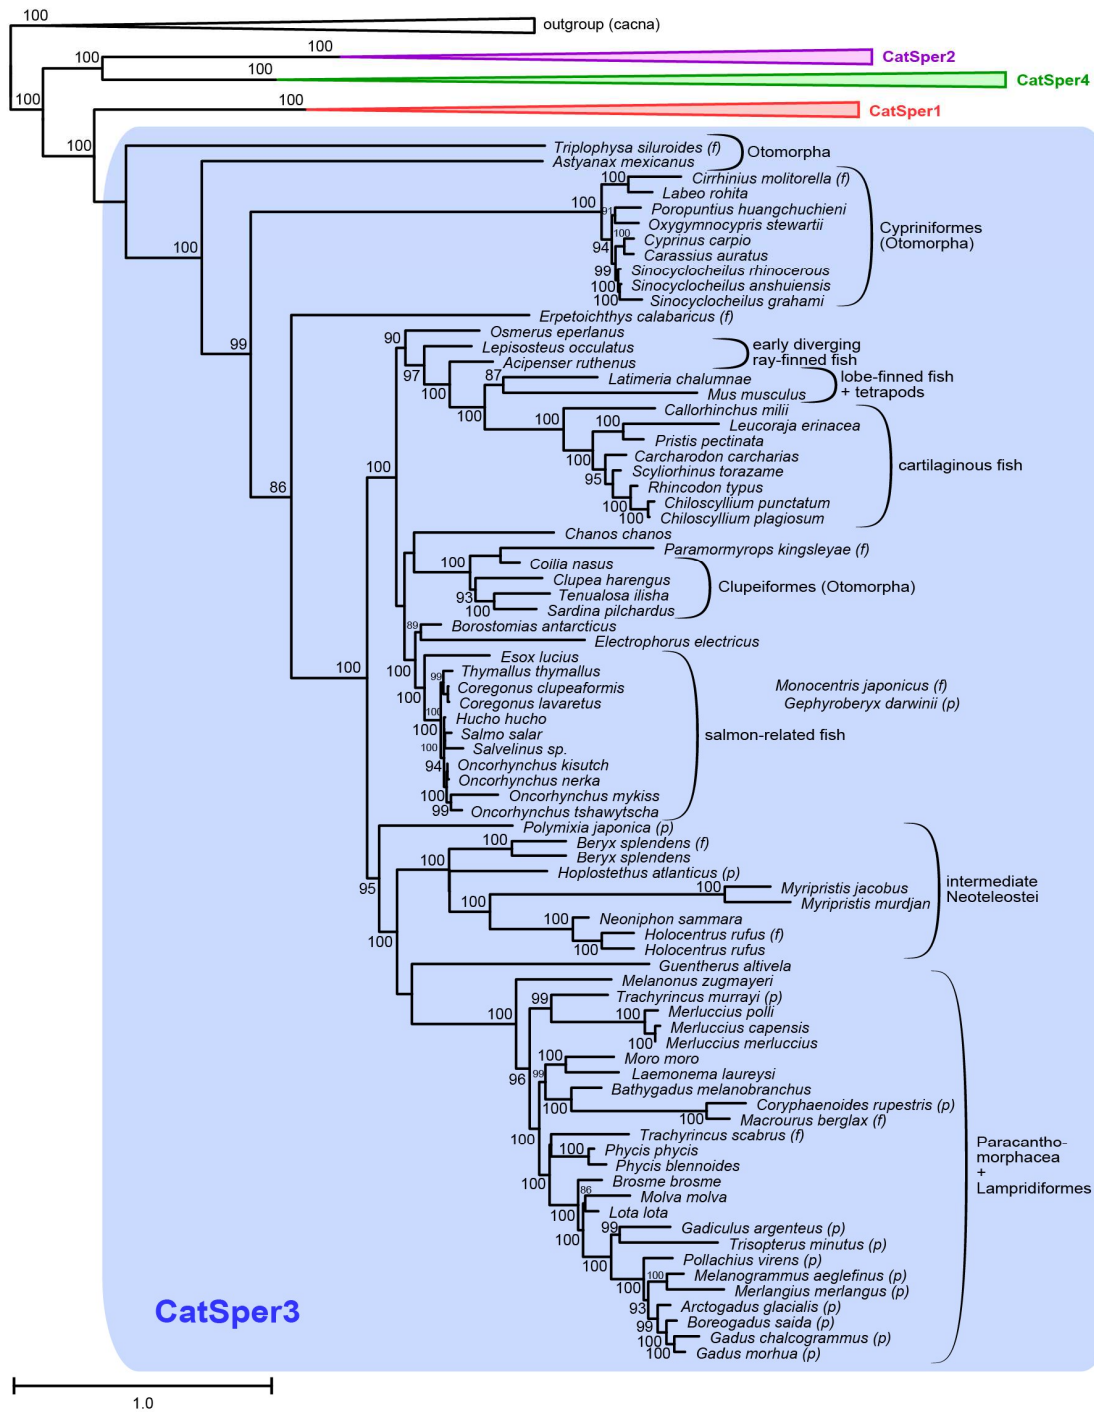 100
outgroup (cacna)
100
100
CatSper2
100
CatSper4
100
100
CatSper1
100
Triplophysa siluroides (f)
Otomorpha
Astyanax mexicanus
100
Cirrhinius molitorella (f)
Labeo rohita
100
91
Poropuntius huangchuchieni
Oxygymnocypris stewartii
Cypriniformes
(Otomorpha)
100
Cyprinus carpio
94
Carassius auratus
100
99
Sinocyclocheilus rhinocerous
100
Sinocyclocheilus anshuiensis
100
Sinocyclocheilus grahami
Erpetoichthys calabaricus (f)
99
90
Osmerus eperlanus
Lepisosteus occulatus
early diverging
ray-finned fish
Acipenser ruthenus
97
87
Latimeria chalumnae
lobe-finned fish
+ tetrapods
100
Mus musculus
100
Callorhinchus milii
100
100
Leucoraja erinacea
Pristis pectinata
100
Carcharodon carcharias
cartilaginous fish
100
95
Scyliorhinus torazame
86
Rhincodon typus
100
Chiloscyllium punctatum
100
Chiloscyllium plagiosum
Chanos chanos
Paramormyrops kingsleyae (f)
100
Coilia nasus
Clupea harengus
Clupeiformes (Otomorpha)
93
Tenualosa ilisha
100
Sardina pilchardus
89
Borostomias antarcticus
Electrophorus electricus
100
100
Esox lucius
Thymallus thymallus
99
Coregonus clupeaformis
Monocentris japonicus (f)
100
Coregonus lavaretus
Gephyroberyx darwinii (p)
100
Hucho hucho
100
Salmo salar
salmon-related fish
100
Salvelinus sp.
94
Oncorhynchus kisutch
Oncorhynchus nerka
100
Oncorhynchus mykiss
99
Oncorhynchus tshawytscha
Polymixia japonica (p)
100
Beryx splendens (f)
100
Beryx splendens
Hoplostethus atlanticus (p)
intermediate
Neoteleostei
95
100
Myripristis jacobus
100
Myripristis murdjan
100
Neoniphon sammara
Holocentrus rufus (f)
100
100
Holocentrus rufus
Guentherus altivela
Melanonus zugmayeri
99
Trachyrincus murrayi (p)
100
100
Merluccius polli
Merluccius capensis
100
Merluccius merluccius
100
Moro moro
96
99
Laemonema laureysi
Bathygadus melanobranchus
100
Coryphaenoides rupestris (p)
100
Macrourus berglax (f)
100
Trachyrincus scabrus (f)
100
Phycis phycis
Paracantho-
morphacea
+
Lampridiformes
Phycis blennoides
100
Brosme brosme
86
Molva molva
100
Lota lota
99
Gadiculus argenteus (p)
100
Trisopterus minutus (p)
100
Pollachius virens (p)
100
100
Melanogrammus aeglefinus (p)
Merlangius merlangus (p)
93
Arctogadus glacialis (p)
CatSper3
99
Boreogadus saida (p)
100
Gadus chalcogrammus (p)
100
Gadus morhua (p)
1.0